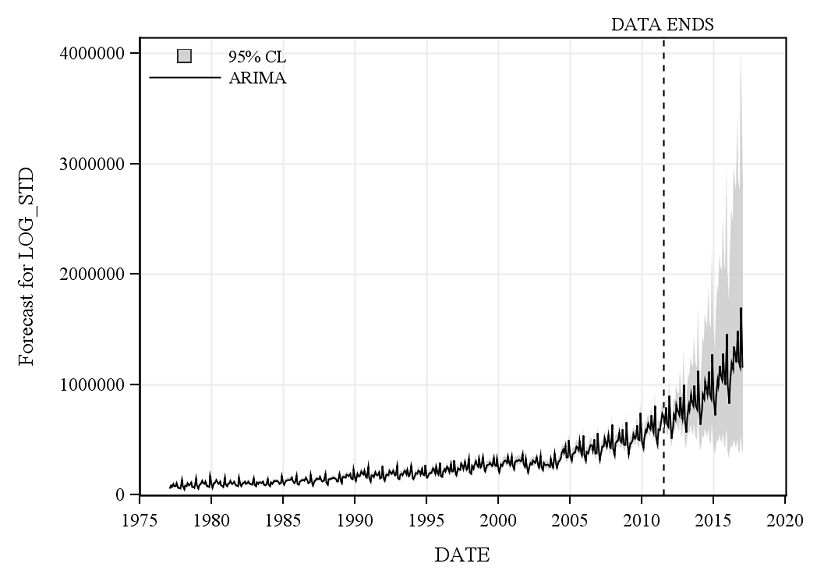 DATA ENDS
95% CL
ARIMA
4000000
3000000
2000000
1000000
0
Forecast for LOG_STD
1975 1980 1985 1990 1995 2000 2005 2010 2015 2020
DATE